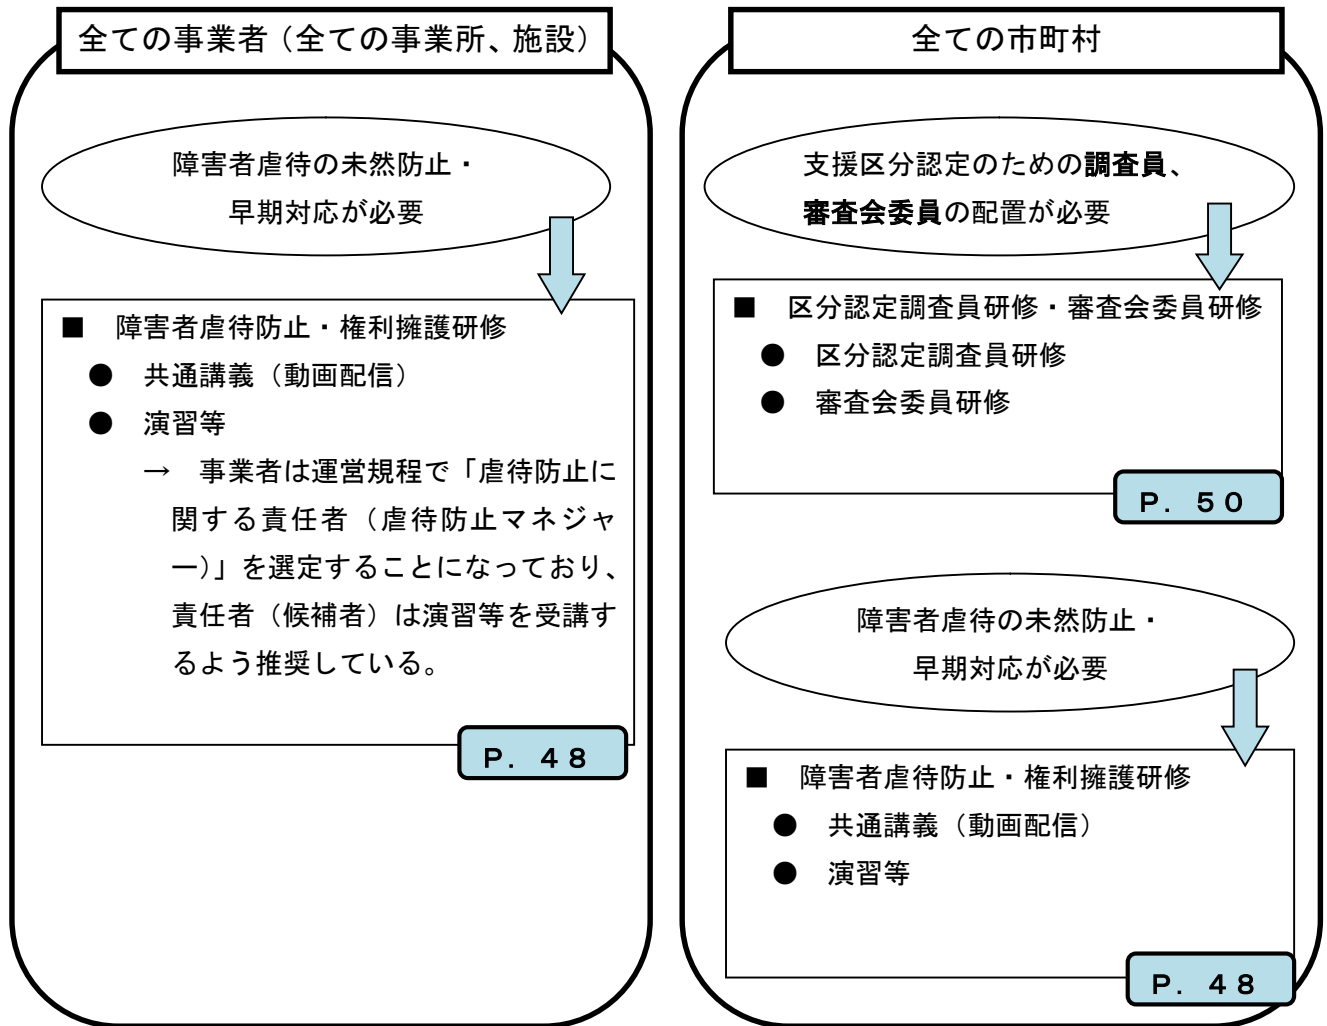 全ての事業者（全ての事業所、施設）
障害者虐待の未然防止・
早期対応が必要
■　障害者虐待防止・権利擁護研修
●　共通講義（動画配信）
●　演習等
→　事業者は運営規程で「虐待防止に
関する責任者（虐待防止マネジャ
ー）」を選定することになっており、
責任者（候補者）は演習等を受講す
るよう推奨している。
Ｐ．４８
全ての市町村
支援区分認定のための調査員、
審査会委員の配置が必要
■　区分認定調査員研修・審査会委員研修
●　区分認定調査員研修
●　審査会委員研修
Ｐ．５０
障害者虐待の未然防止・
早期対応が必要
■　障害者虐待防止・権利擁護研修
●　共通講義（動画配信）
●　演習等
Ｐ．４８